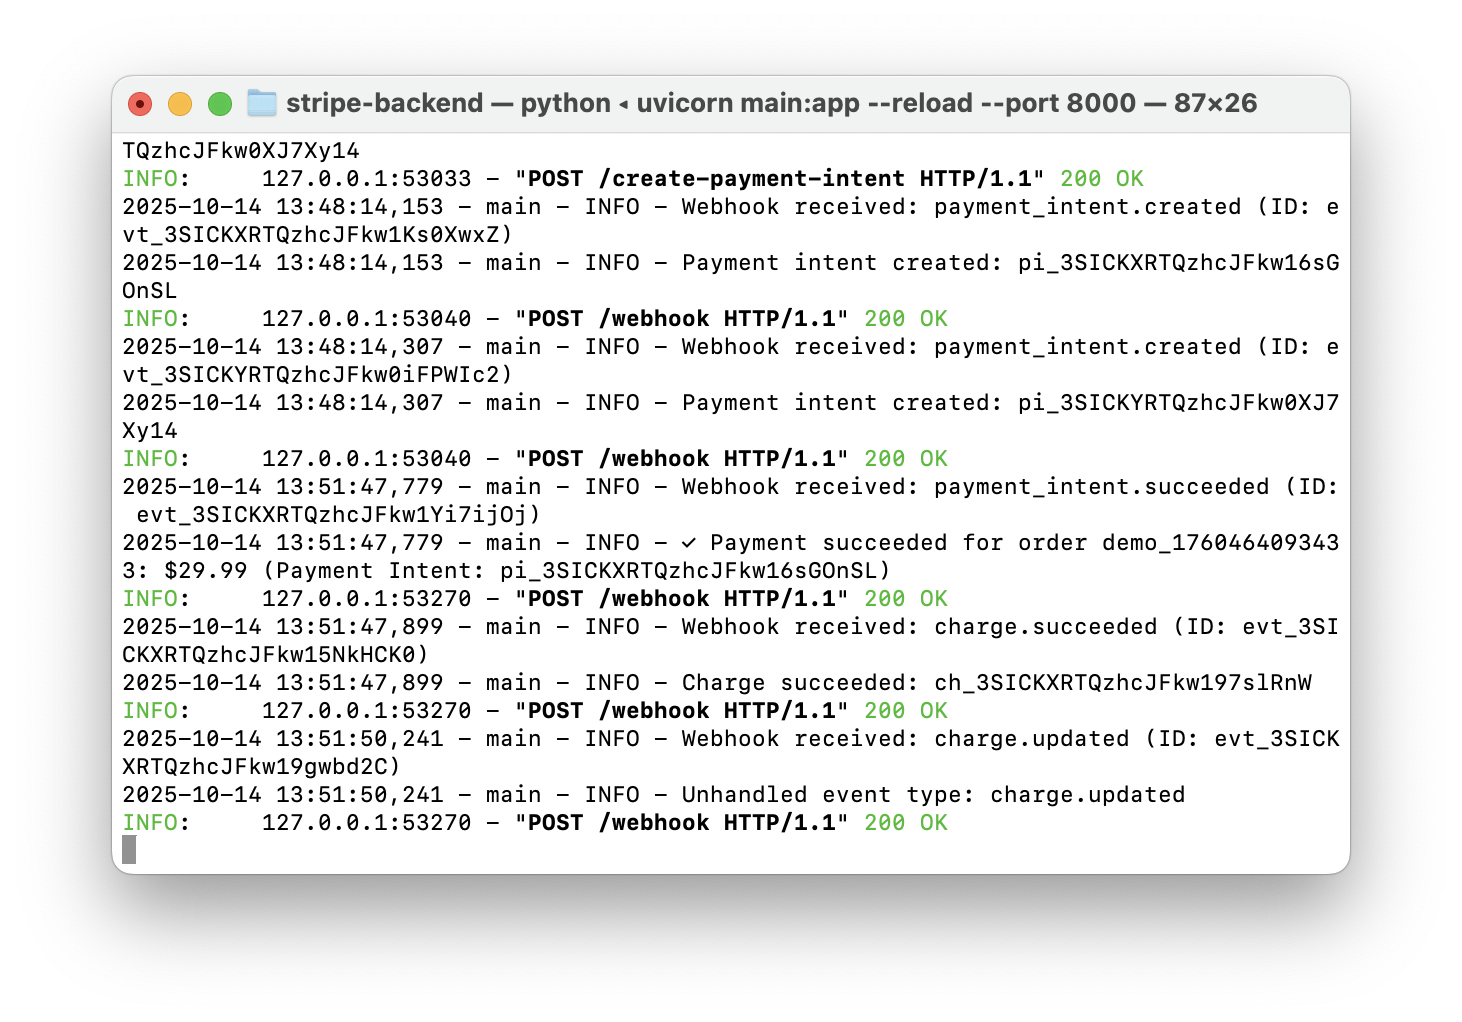 stripe-backend — python ◂ uvicorn main:app --reload --port 8000 — 87×26
TQzhcJFkw0XJ7Xy14
INFO:     127.0.0.1:53033 - "POST /create-payment-intent HTTP/1.1" 200 OK
2025-10-14 13:48:14,153 - main - INFO - Webhook received: payment_intent.created (ID: e
vt_3SICKXRTQzhcJFkw1Ks0XwxZ)
2025-10-14 13:48:14,153 - main - INFO - Payment intent created: pi_3SICKXRTQzhcJFkw16sG
OnSL
INFO:     127.0.0.1:53040 - "POST /webhook HTTP/1.1" 200 OK
2025-10-14 13:48:14,307 - main - INFO - Webhook received: payment_intent.created (ID: e
vt_3SICKYRTQzhcJFkw0iFPWIc2)
2025-10-14 13:48:14,307 - main - INFO - Payment intent created: pi_3SICKYRTQzhcJFkw0XJ7
Xy14
INFO:     127.0.0.1:53040 - "POST /webhook HTTP/1.1" 200 OK
2025-10-14 13:51:47,779 - main - INFO - Webhook received: payment_intent.succeeded (ID:
 evt_3SICKXRTQzhcJFkw1Yi7ijOj)
2025-10-14 13:51:47,779 - main - INFO - ✓ Payment succeeded for order demo_176046409343
3: $29.99 (Payment Intent: pi_3SICKXRTQzhcJFkw16sGOnSL)
INFO:     127.0.0.1:53270 - "POST /webhook HTTP/1.1" 200 OK
2025-10-14 13:51:47,899 - main - INFO - Webhook received: charge.succeeded (ID: evt_3SI
CKXRTQzhcJFkw15NkHCK0)
2025-10-14 13:51:47,899 - main - INFO - Charge succeeded: ch_3SICKXRTQzhcJFkw197slRnW
INFO:     127.0.0.1:53270 - "POST /webhook HTTP/1.1" 200 OK
2025-10-14 13:51:50,241 - main - INFO - Webhook received: charge.updated (ID: evt_3SICK
XRTQzhcJFkw19gwbd2C)
2025-10-14 13:51:50,241 - main - INFO - Unhandled event type: charge.updated
INFO:     127.0.0.1:53270 - "POST /webhook HTTP/1.1" 200 OK